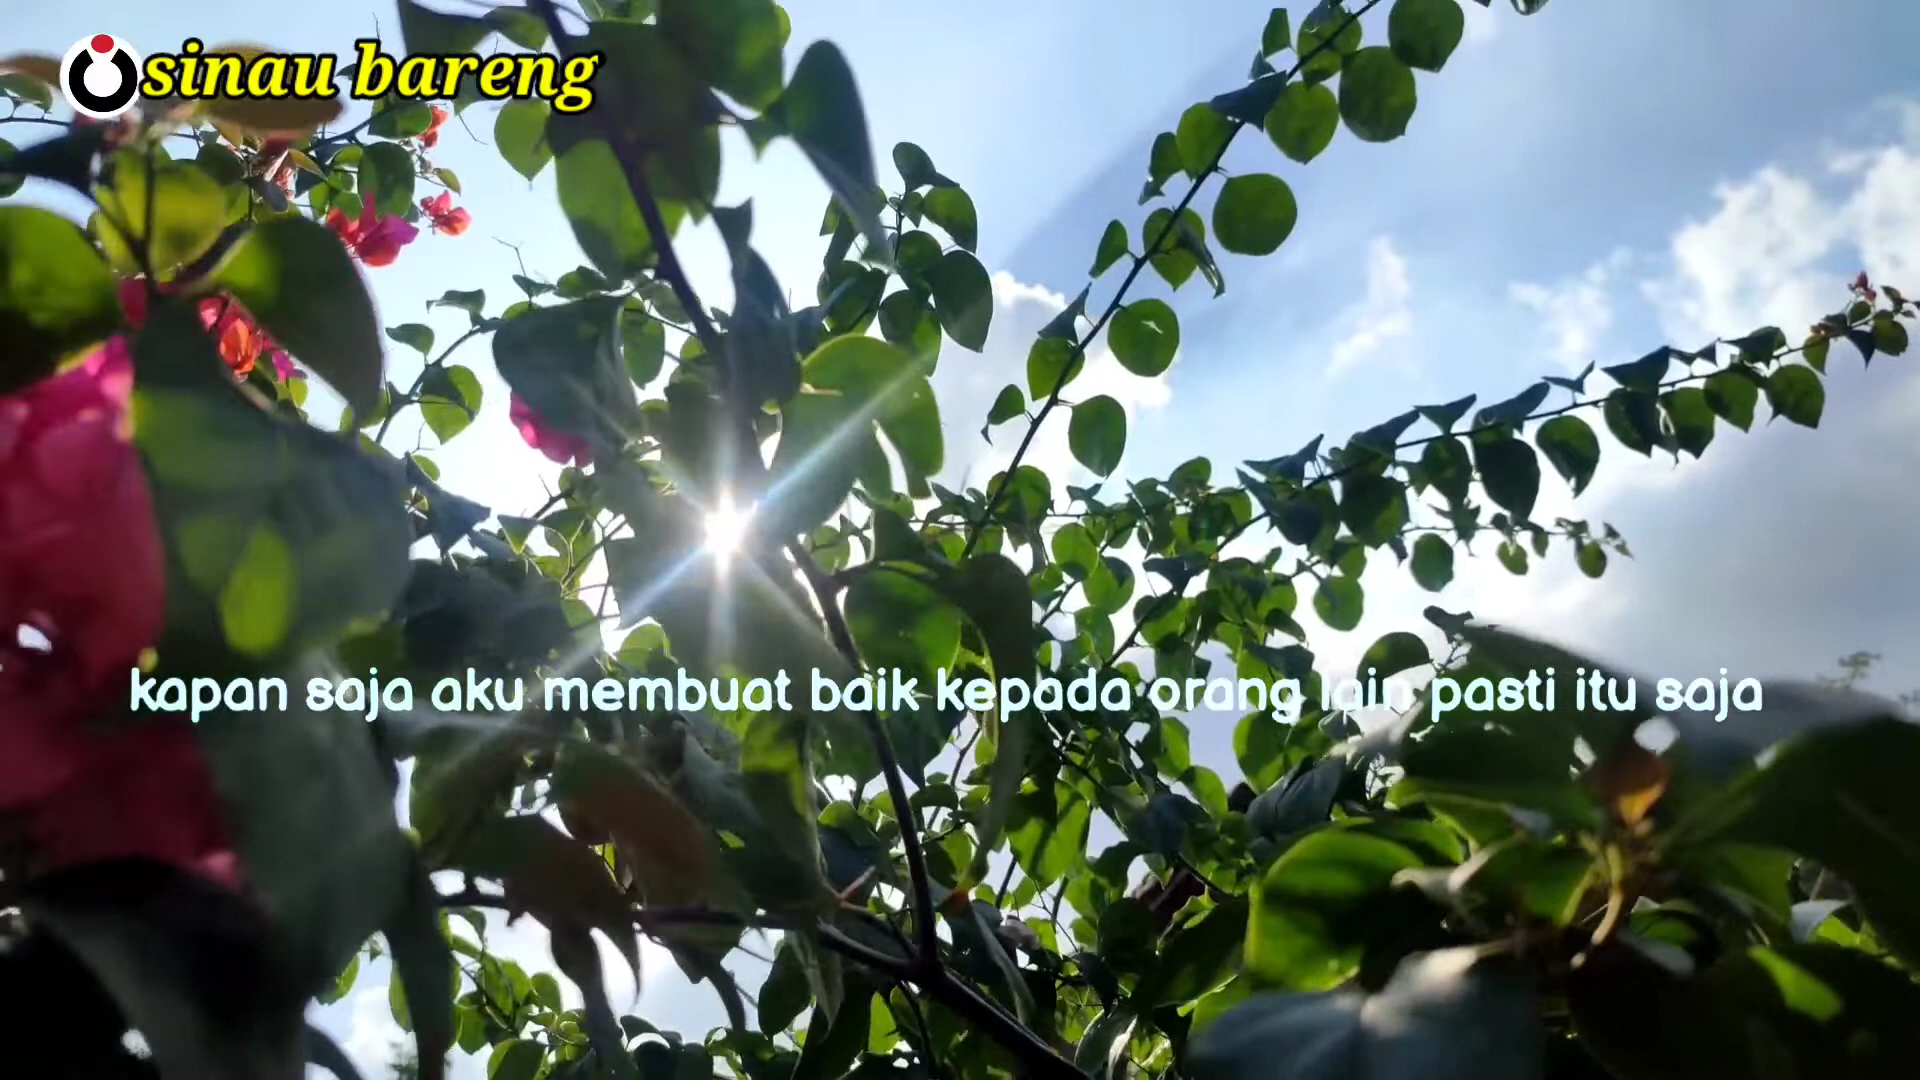 sinau bareng
kapan saja aku membuat baik kepada orang lain pasti itu saja